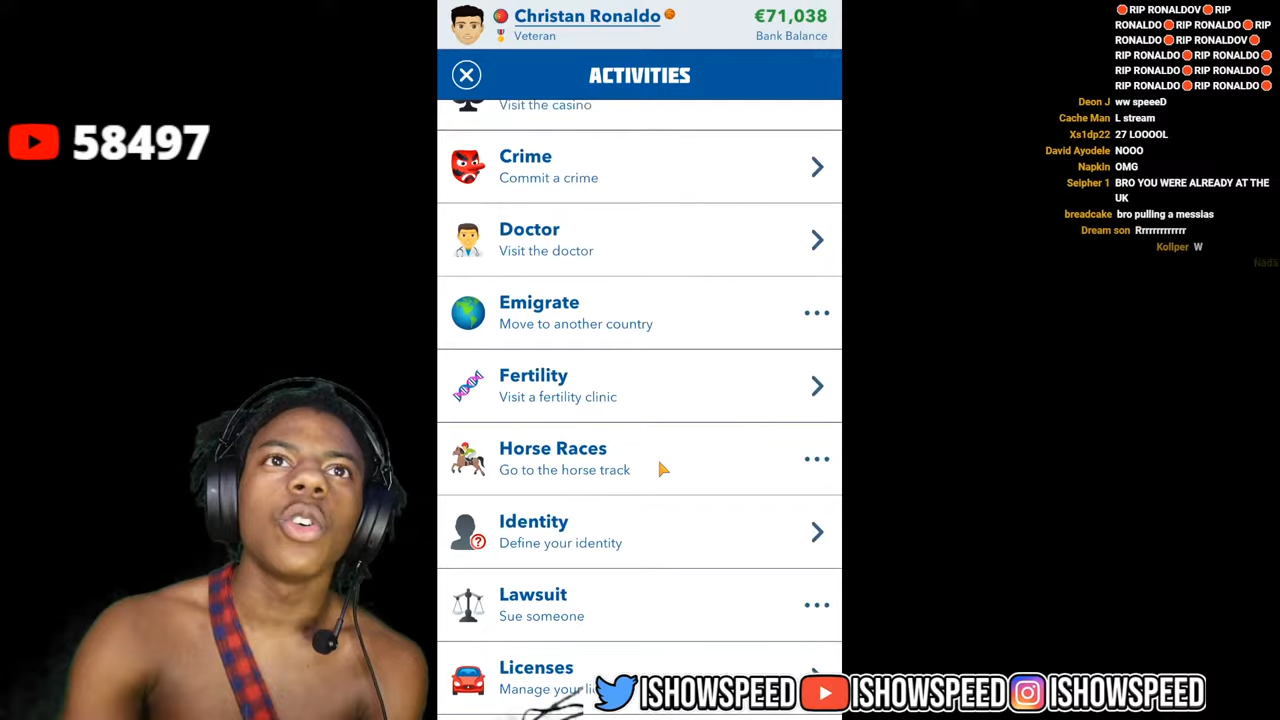 Christan Ronaldo
Veteran
€71,038
Bank Balance
ACTIVITIES
Visit the casino
Crime
Commit a crime
Doctor
Visit the doctor
Emigrate
Move to another country
Fertility
Visit a fertility clinic
Horse Races
Go to the horse track
Identity
Define your identity
Lawsuit
Sue someone
Licenses
Manage your
58497
RIP RONALDOV RIP
RONALDO RIP RONALDO RIP
RONALDO RIP RONALDOV RIP
RONALDO RIP RONALDO
RIP RONALDO RIP RONALDO
RIP RONALDO RIP RONALDO
Deon J ww speeeD
Cache Man L stream
Xs1dp22 27 LOOOOL
David Ayodele NOOO
Napkin OMG
Seipher 1 BRO YOU WERE ALREADY AT THE
UK
breadcake bro pulling a messias
Dream son Rrrrrrrrrrrr
Kollper W
ISHOWSPEED ISHOWSPEED ISHOWSPEED